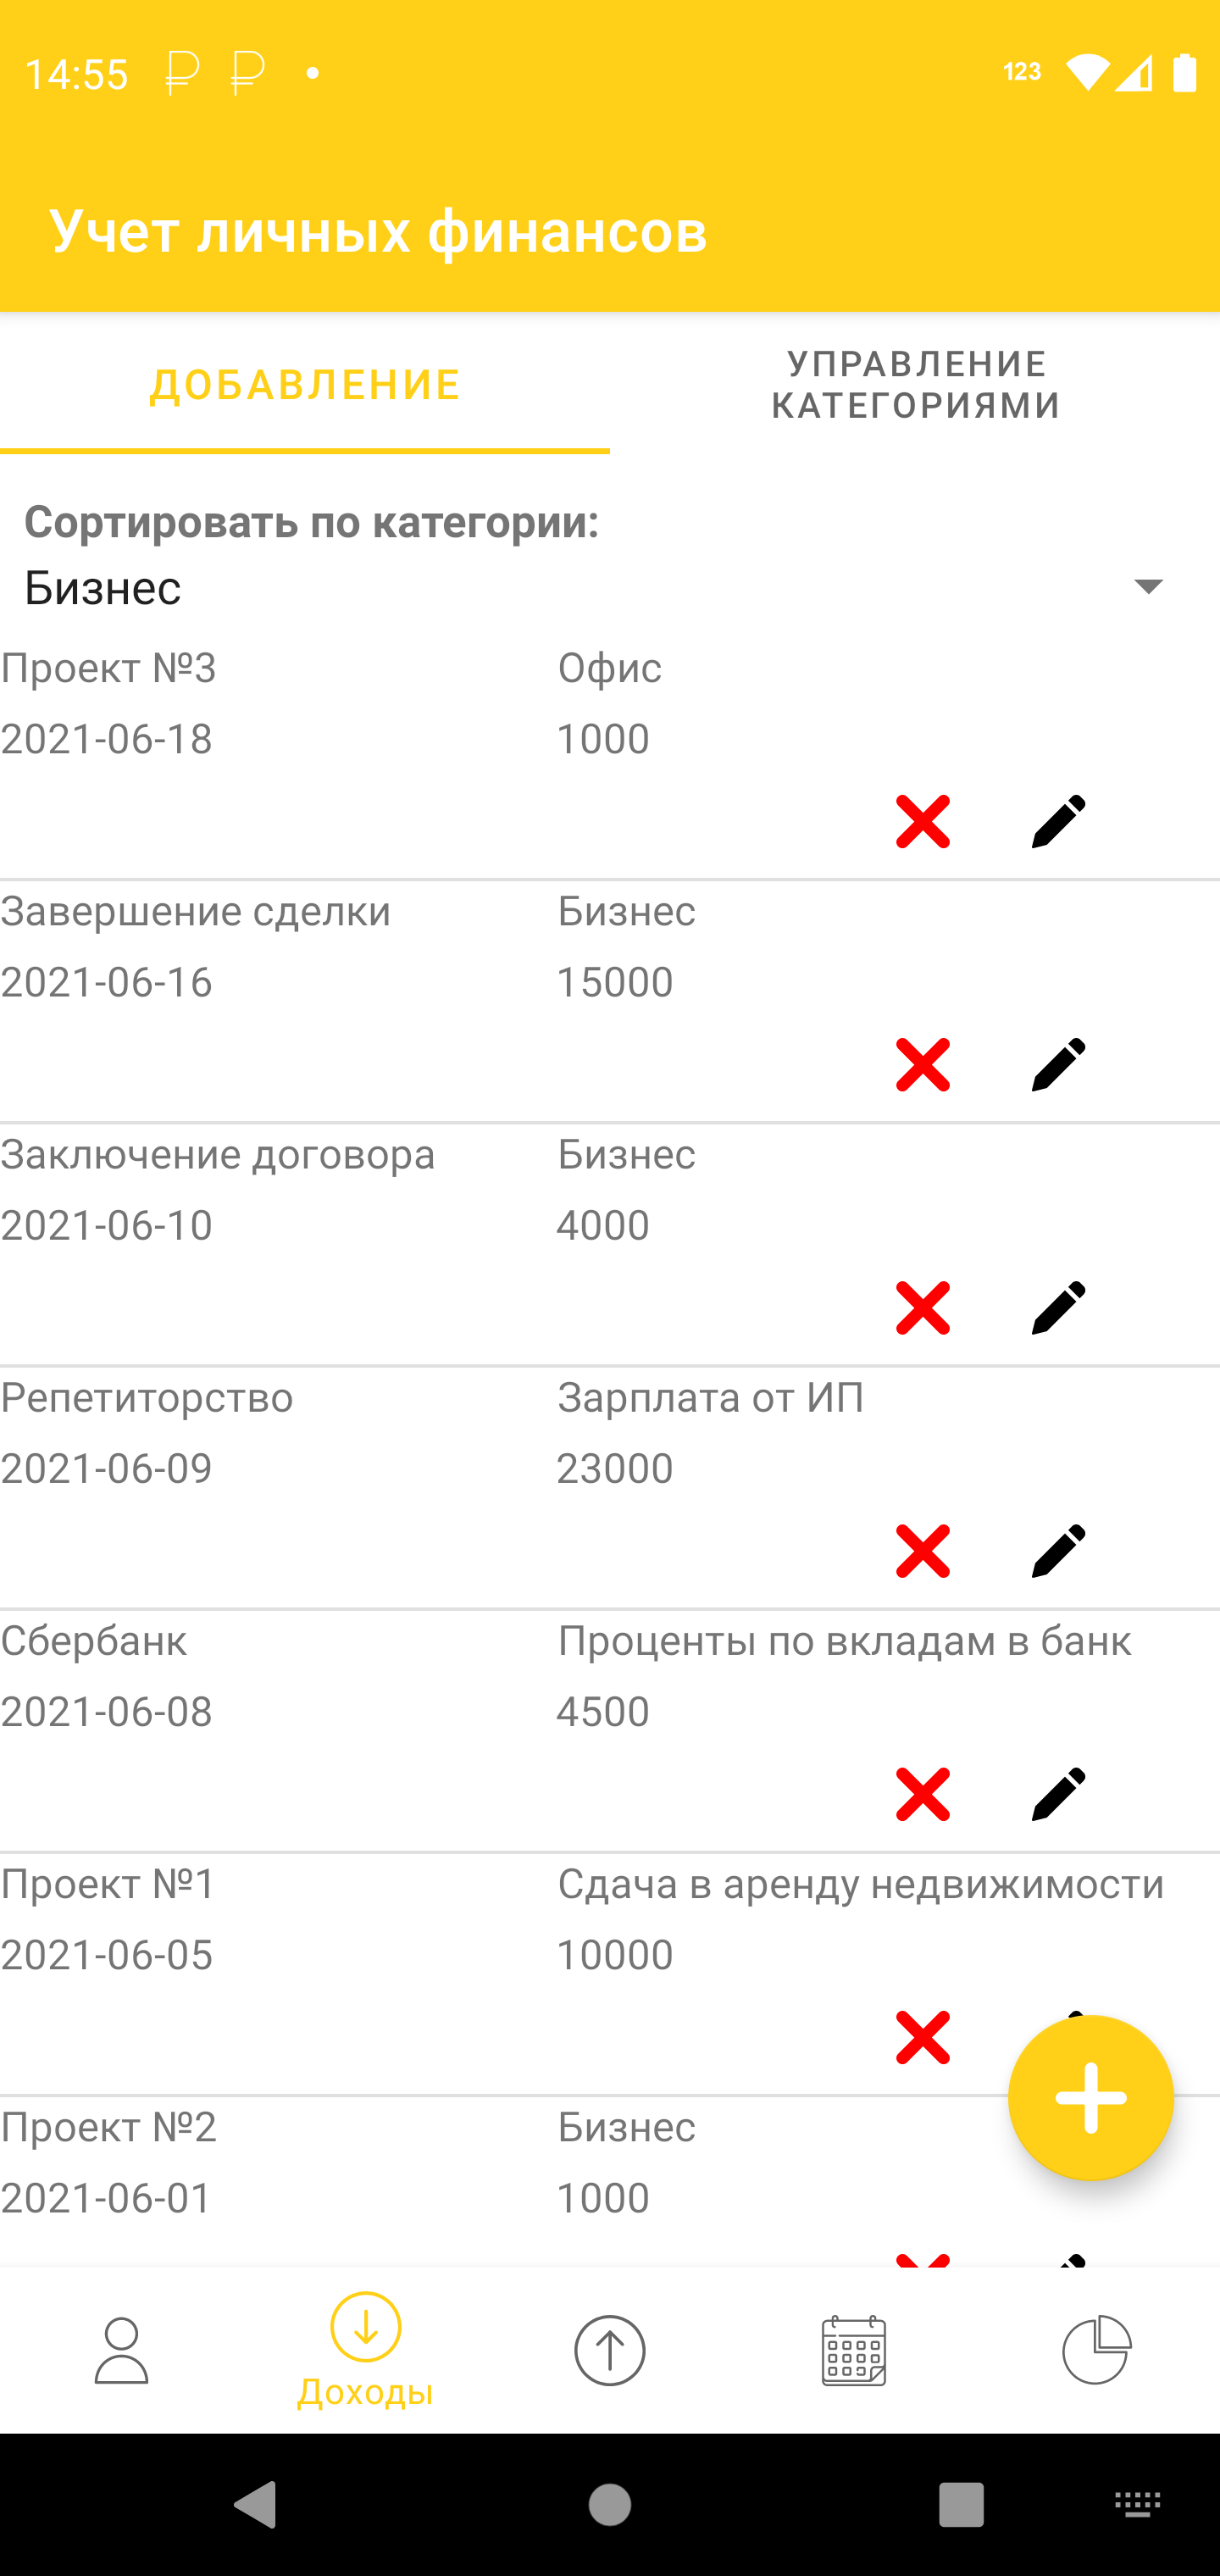 14:55
123
Учет личных финансов
ДОБАВЛЕНИЕ
УПРАВЛЕНИЕ
КАТЕГОРИЯМИ
Сортировать по категории:
Бизнес
Проект №3 Офис
2021-06-18 1000
Завершение сделки Бизнес
2021-06-16 15000
Заключение договора Бизнес
2021-06-10 4000
Репетиторство Зарплата от ИП
2021-06-09 23000
Сбербанк Проценты по вкладам в банк
2021-06-08 4500
Проект №1 Сдача в аренду недвижимости
2021-06-05 10000
Проект №2 Бизнес
2021-06-01 1000
Доходы